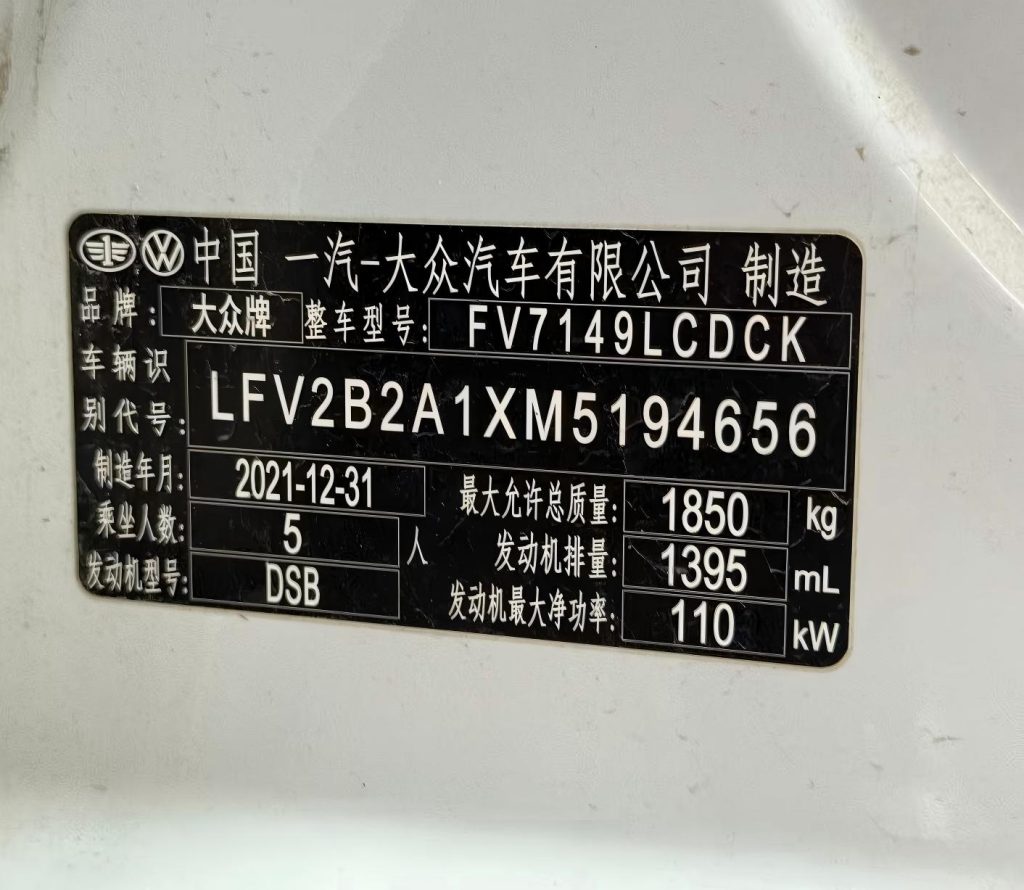 中国 一汽-大众汽车有限公司 制造
品牌: 大众牌 整车型号: FV7149LCDCK
车辆识
别代号: LFV2B2A1XM5194656
制造年月: 2021-12-31 最大允许总质量: 1850 kg
乘坐人数: 5 人 发动机排量: 1395 mL
发动机型号: DSB 发动机最大净功率: 110 kW